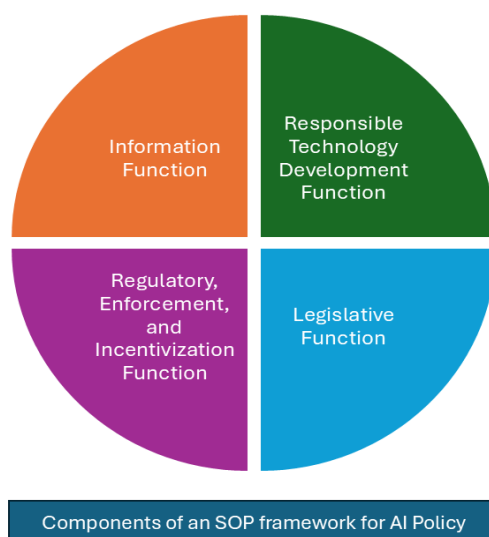 Information
Function
Responsible
Technology
Development
Function
Regulatory,
Enforcement,
and
Incentivization
Function
Legislative
Function
Components of an SOP framework for AI Policy